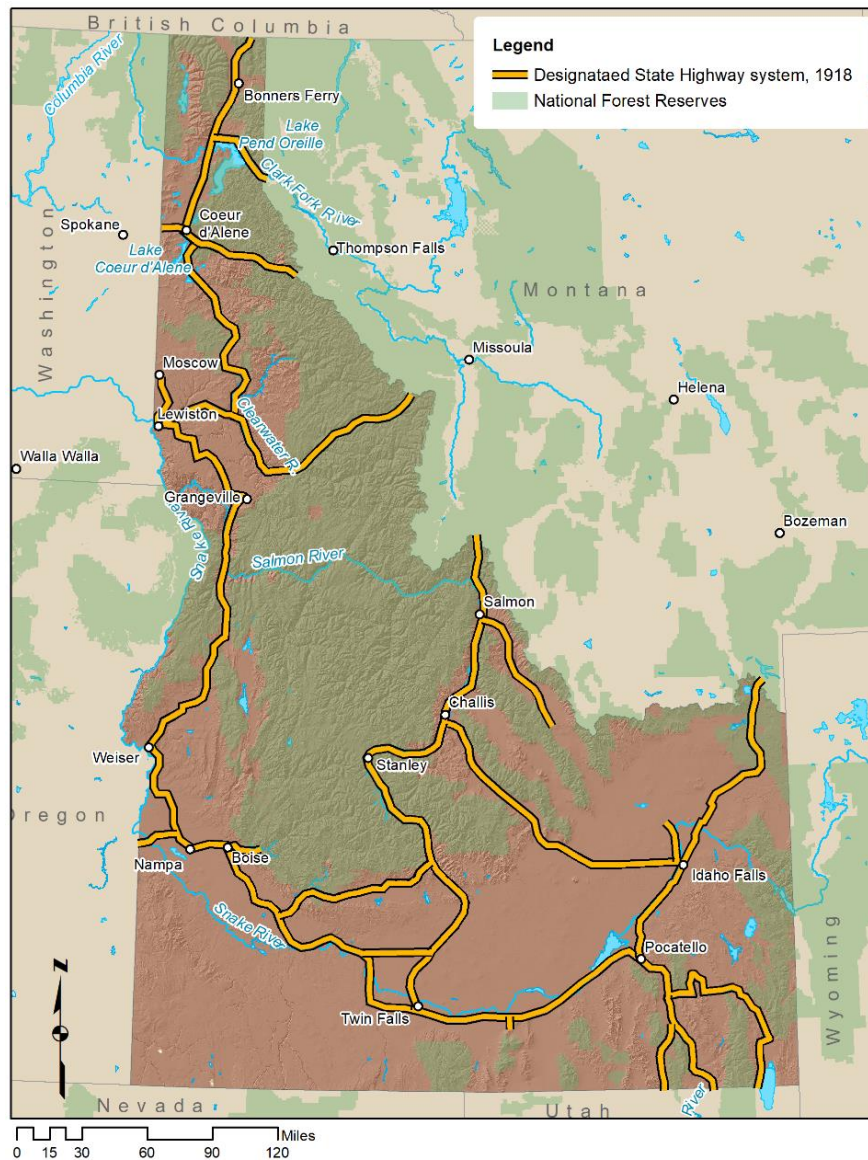 British Columbia
Legend
Designataed State Highway system, 1918
National Forest Reserves
Columbia River
Bonners Ferry
Lake
Pend Oreille
Clark Fork River
Spokane
Coeur
d'Alene
Lake
Coeur d'Alene
Thompson Falls
Washington
Montana
Missoula
Moscow
Helena
Lewiston
Clearwater R.
Walla Walla
Grangeville
Snake River
Bozeman
Salmon River
Salmon
Challis
Weiser
Stanley
Oregon
Nampa
Boise
Idaho Falls
Snake River
Pocatello
Wyoming
Twin Falls
N
Nevada
Utah
River
Miles
0 15 30 60 90 120